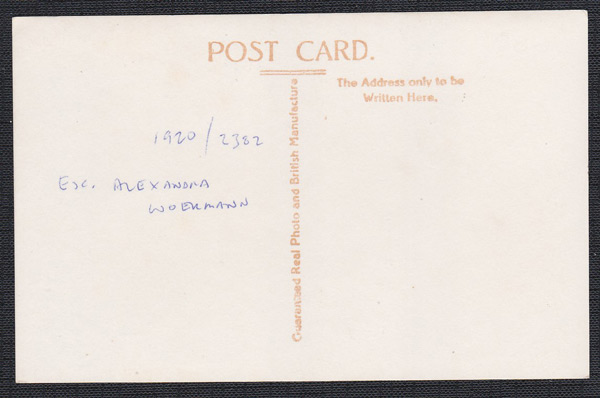 POST CARD.
The Address only to be
Written Here.
Guaranteed Real Photo and British Manufacture
1920/2382
Exc. ALEXANDRA
WOERMANN